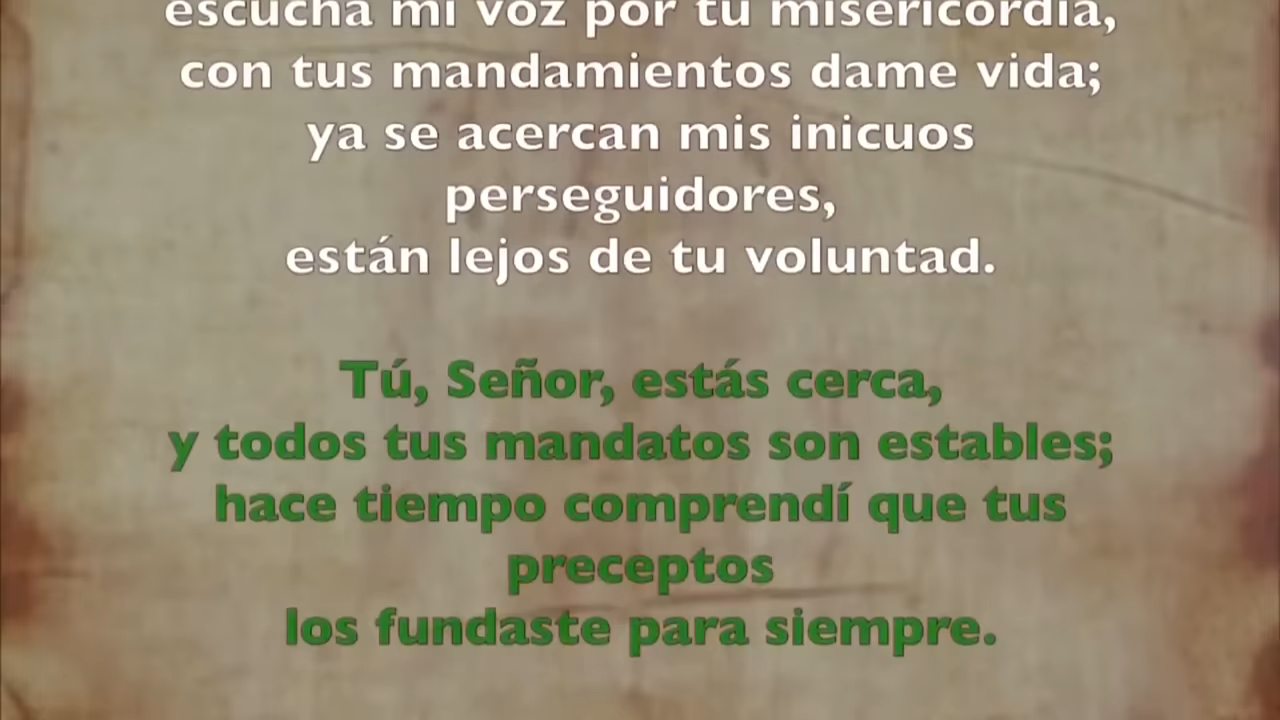 escucha mi voz por tu misericordia,
con tus mandamientos dame vida;
ya se acercan mis inicuos
perseguidores,
están lejos de tu voluntad.
Tú, Señor, estás cerca,
y todos tus mandatos son estables;
hace tiempo comprendí que tus
preceptos
los fundaste para siempre.